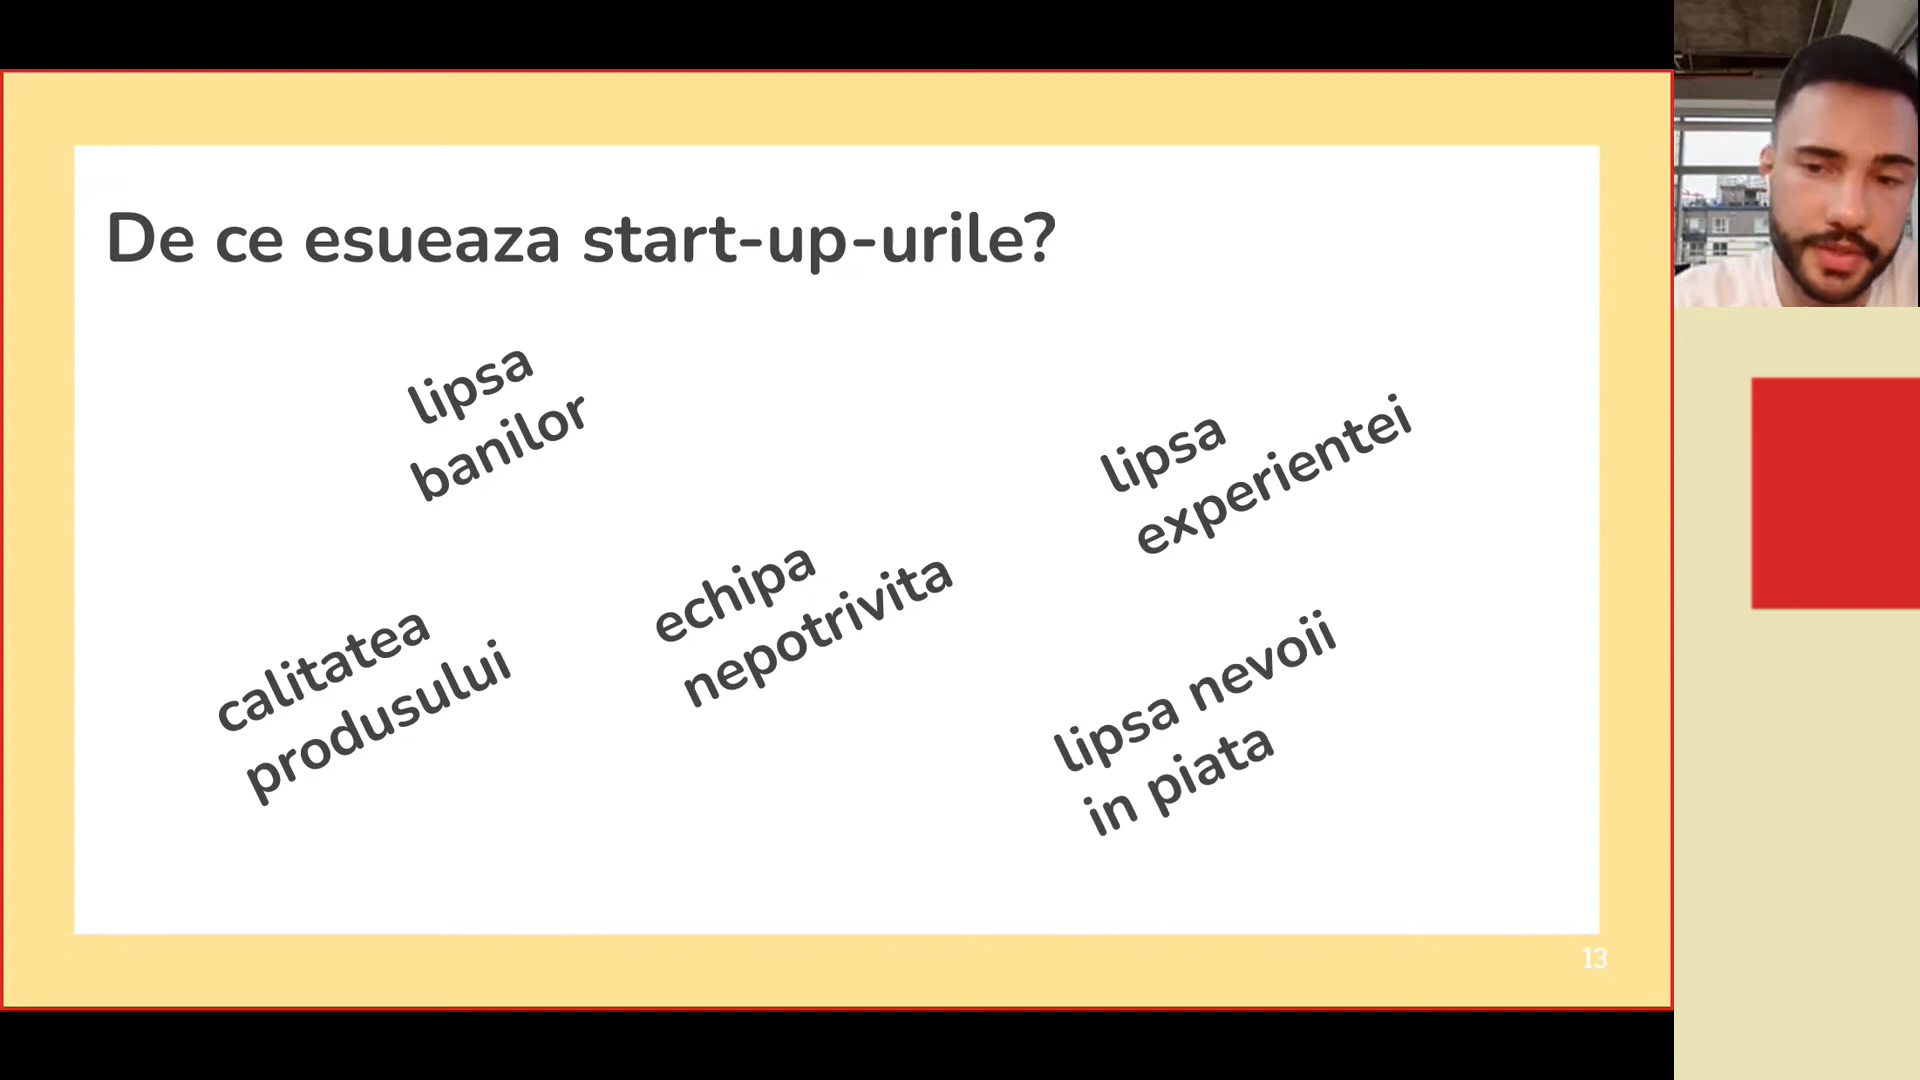 De ce esueaza start-up-urile?
lipsa
banilor
lipsa
experientei
echipa
nepotrivita
calitatea
produsului
lipsa nevoii
in piata
13